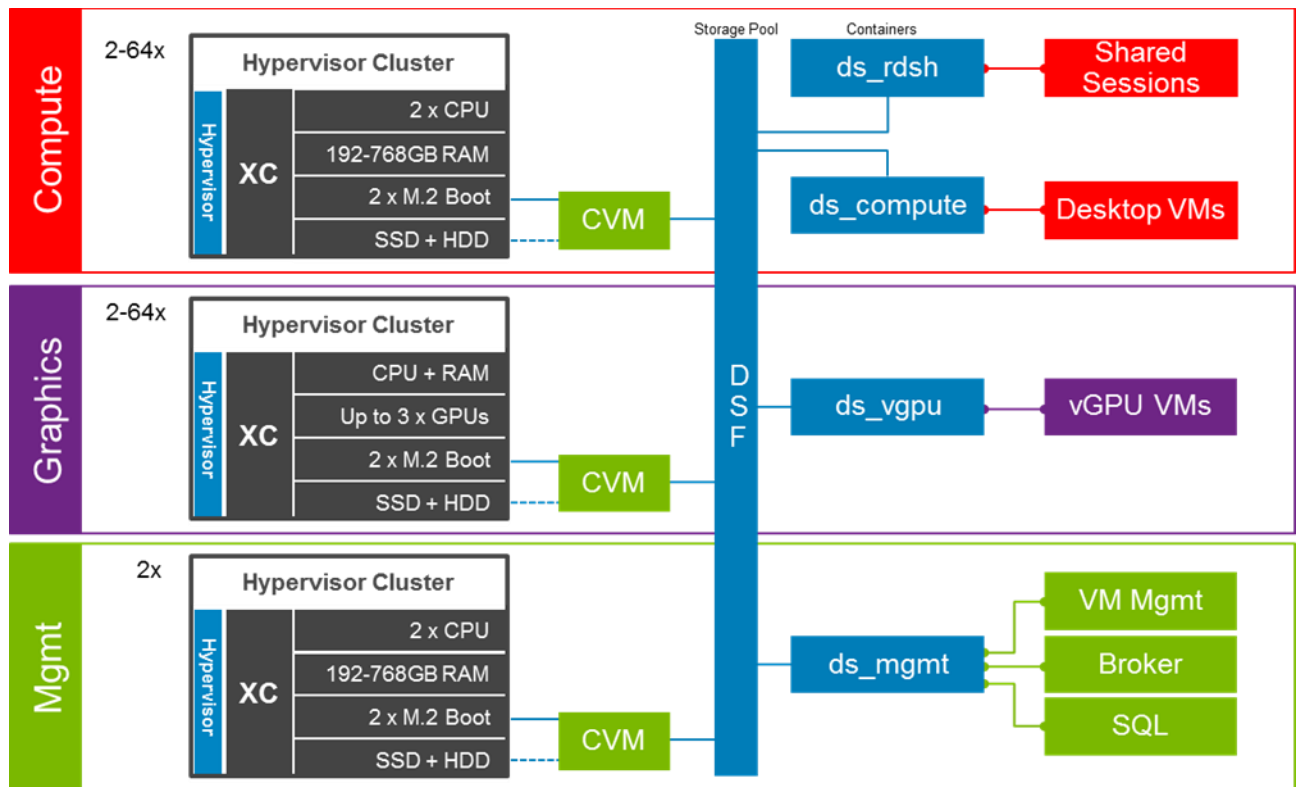 Storage Pool
Containers
Compute
2-64x
Hypervisor Cluster
Hypervisor
XC
2 x CPU
192-768GB RAM
2 x M.2 Boot
SSD + HDD
CVM
ds_rdsh
Shared
Sessions
ds_compute
Desktop VMs
Graphics
2-64x
Hypervisor Cluster
Hypervisor
XC
CPU + RAM
Up to 3 x GPUs
2 x M.2 Boot
SSD + HDD
CVM
D
S
F
ds_vgpu
vGPU VMs
Mgmt
2x
Hypervisor Cluster
Hypervisor
XC
2 x CPU
192-768GB RAM
2 x M.2 Boot
SSD + HDD
CVM
ds_mgmt
VM Mgmt
Broker
SQL